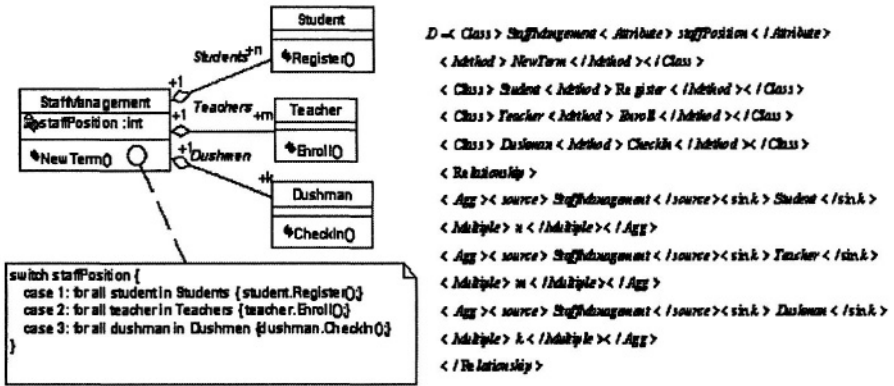 Student
Students
+n
Register()
+1
Teachers
StaffManagement
staffPosition :int
NewTerm()
+1
+m
Teacher
Enroll()
+1
Dushmen
+k
Dushman
CheckIn()
switch staffPosition {
case 1: for all student in Students {student.Register();}
case 2: for all teacher in Teachers {teacher.Enroll();}
case 3: for all dushman in Dushmen {dushman.CheckIn();}
}
D =< Class > StaffMangement < Attribute > staffPosition < / Attribute >
< Method > NewTerm < / Method >< / Class >
< Class > Student < Method > Register < / Method >< / Class >
< Class > Teacher < Method > Enroll < / Method >< / Class >
< Class > Dushman < Method > CheckIn < / Method >< / Class >
< Relationship >
< Agg >< source > StaffManagement < / source >< sink > Student < / sink >
< Multiple > n < / Multiple >< / Agg >
< Agg >< source > StaffManagement < / source >< sink > Teacher < / sink >
< Multiple > m < / Multiple >< / Agg >
< Agg >< source > StaffManagement < / source >< sink > Dushman < / sink >
< Multiple > k < / Multiple >< / Agg >
< / Relationship >